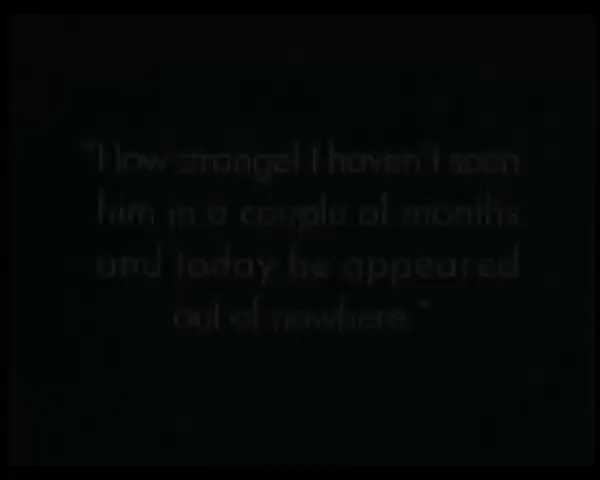 "How strange! I haven't seen
him in a couple of months
and today he appeared
out of nowhere."